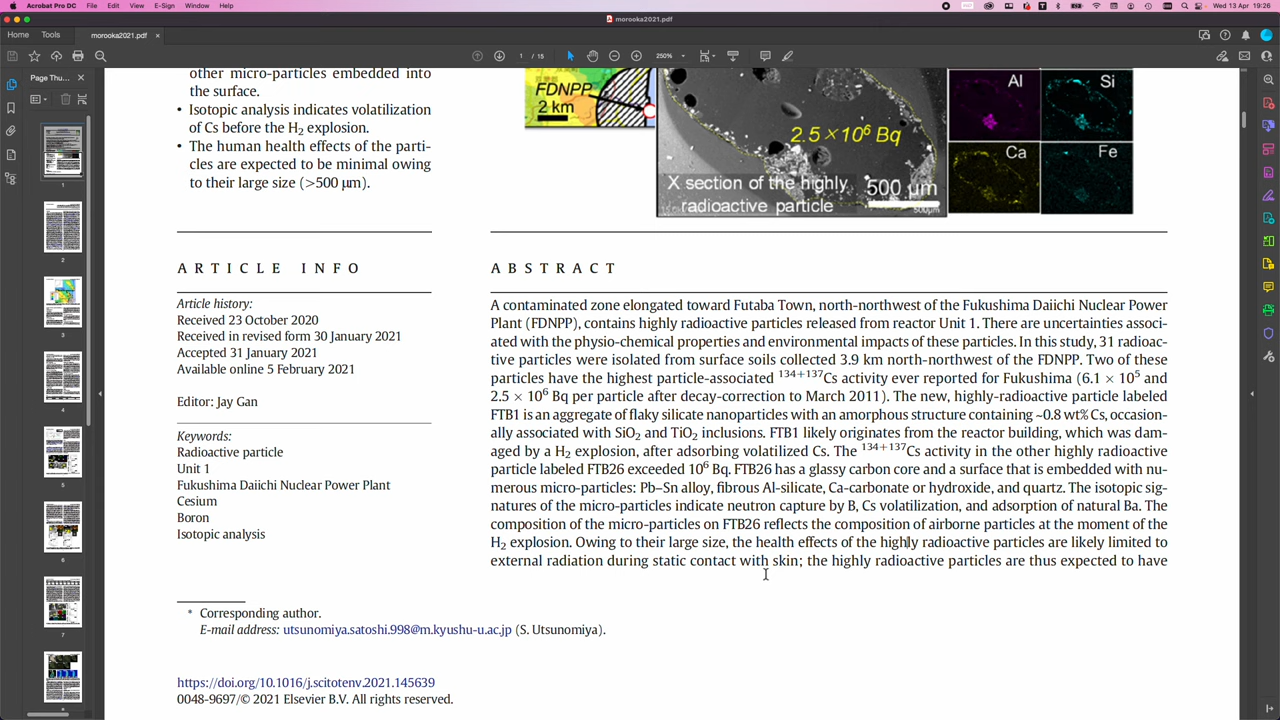 Acrobat Pro DC File Edit View E-Sign Window Help
Wed 13 Apr 19:26
morooka2021.pdf
Home Tools morooka2021.pdf ×
1 / 15 250%
Page Thu...
1
2
3
4
5
6
7
other micro-particles embedded into
the surface.
• Isotopic analysis indicates volatilization
of Cs before the H2 explosion.
• The human health effects of the parti-
cles are expected to be minimal owing
to their large size (>500 μm).
FDNPP
2 km
2.5×10⁶ Bq
X section of the highly
radioactive particle
500 μm
500μm
Al
Si
Ca
Fe
ARTICLE INFO
Article history:
Received 23 October 2020
Received in revised form 30 January 2021
Accepted 31 January 2021
Available online 5 February 2021
Editor: Jay Gan
Keywords:
Radioactive particle
Unit 1
Fukushima Daiichi Nuclear Power Plant
Cesium
Boron
Isotopic analysis
ABSTRACT
A contaminated zone elongated toward Futaba Town, north-northwest of the Fukushima Daiichi Nuclear Power
Plant (FDNPP), contains highly radioactive particles released from reactor Unit 1. There are uncertainties associ-
ated with the physio-chemical properties and environmental impacts of these particles. In this study, 31 radioac-
tive particles were isolated from surface soils collected 3.9 km north-northwest of the FDNPP. Two of these
particles have the highest particle-associated ¹³⁴⁺¹³⁷Cs activity ever reported for Fukushima (6.1 × 10⁵ and
2.5 × 10⁶ Bq per particle after decay-correction to March 2011). The new, highly-radioactive particle labeled
FTB1 is an aggregate of flaky silicate nanoparticles with an amorphous structure containing ~0.8 wt% Cs, occasion-
ally associated with SiO2 and TiO2 inclusions. FTB1 likely originates from the reactor building, which was dam-
aged by a H2 explosion, after adsorbing volatilized Cs. The ¹³⁴⁺¹³⁷Cs activity in the other highly radioactive
particle labeled FTB26 exceeded 10⁶ Bq. FTB26 has a glassy carbon core and a surface that is embedded with nu-
merous micro-particles: Pb–Sn alloy, fibrous Al-silicate, Ca-carbonate or hydroxide, and quartz. The isotopic sig-
natures of the micro-particles indicate neutron capture by B, Cs volatilization, and adsorption of natural Ba. The
composition of the micro-particles on FTB26 reflects the composition of airborne particles at the moment of the
H2 explosion. Owing to their large size, the health effects of the highly radioactive particles are likely limited to
external radiation during static contact with skin; the highly radioactive particles are thus expected to have
* Corresponding author.
E-mail address: utsunomiya.satoshi.998@m.kyushu-u.ac.jp (S. Utsunomiya).
https://doi.org/10.1016/j.scitotenv.2021.145639
0048-9697/© 2021 Elsevier B.V. All rights reserved.